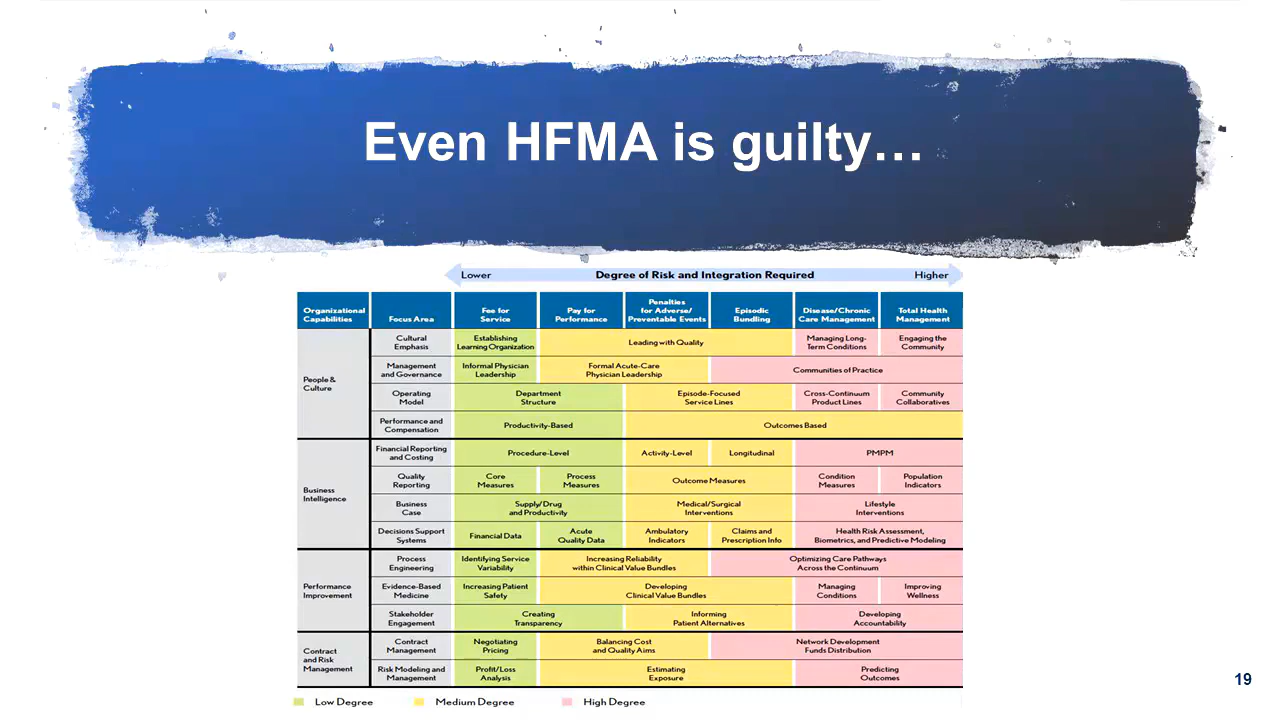 Even HFMA is guilty…
Lower Degree of Risk and Integration Required Higher
Organizational
Capabilities
Focus Area
Fee for
Service
Pay for
Performance
Penalties
for Adverse/
Preventable Events
Episodic
Bundling
Disease/Chronic
Care Management
Total Health
Management
People &
Culture
Cultural
Emphasis
Establishing
Learning Organization
Leading with Quality
Managing Long-
Term Conditions
Engaging the
Community
Management
and Governance
Informal Physician
Leadership
Formal Acute-Care
Physician Leadership
Communities of Practice
Operating
Model
Department
Structure
Episode-Focused
Service Lines
Cross-Continuum
Product Lines
Community
Collaboratives
Performance and
Compensation
Productivity-Based
Outcomes Based
Business
Intelligence
Financial Reporting
and Costing
Procedure-Level
Activity-Level
Longitudinal
PMPM
Quality
Reporting
Core
Measures
Process
Measures
Outcome Measures
Condition
Measures
Population
Indicators
Business
Case
Supply/Drug
and Productivity
Medical/Surgical
Interventions
Lifestyle
Interventions
Decisions Support
Systems
Financial Data
Acute
Quality Data
Ambulatory
Indicators
Claims and
Prescription Info
Health Risk Assessment,
Biometrics, and Predictive Modeling
Performance
Improvement
Process
Engineering
Identifying Service
Variability
Increasing Reliability
within Clinical Value Bundles
Optimizing Care Pathways
Across the Continuum
Evidence-Based
Medicine
Increasing Patient
Safety
Developing
Clinical Value Bundles
Managing
Conditions
Improving
Wellness
Stakeholder
Engagement
Creating
Transparency
Informing
Patient Alternatives
Developing
Accountability
Contract
and Risk
Management
Contract
Management
Negotiating
Pricing
Balancing Cost
and Quality Aims
Network Development
Funds Distribution
Risk Modeling and
Management
Profit/Loss
Analysis
Estimating
Exposure
Predicting
Outcomes
Low Degree Medium Degree High Degree
19